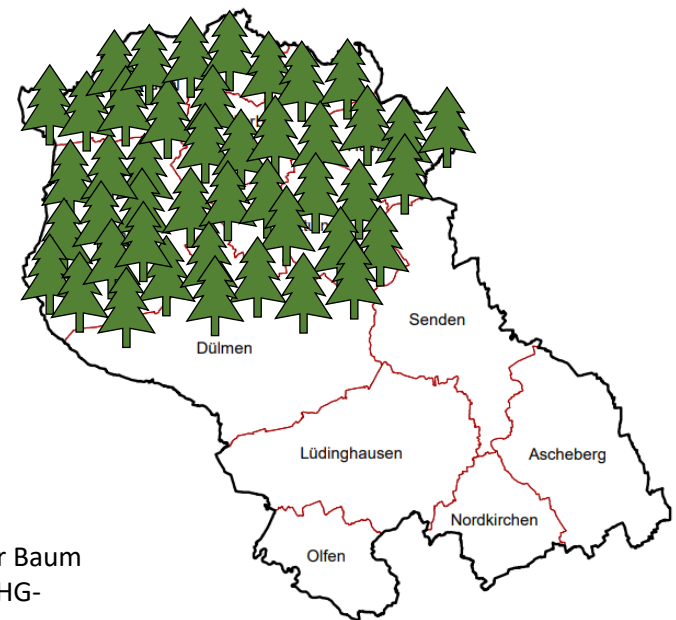 Senden
Dülmen
Lüdinghausen
Ascheberg
Nordkirchen
Olfen
r Baum
HG-